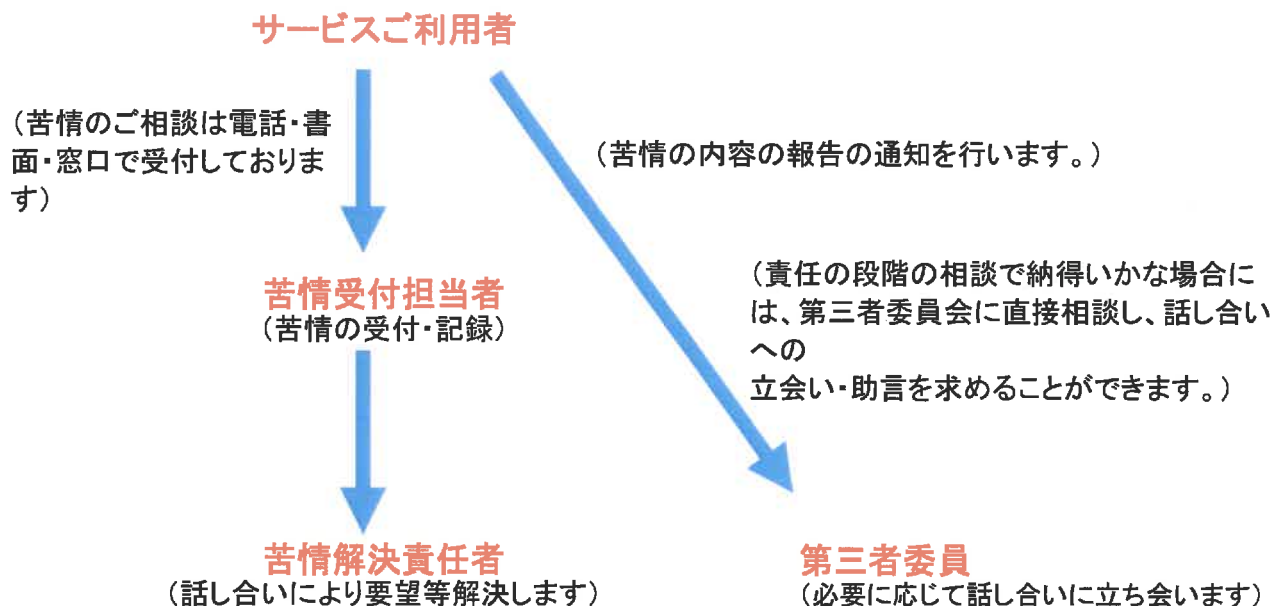 サービスご利用者
（苦情のご相談は電話・書
面・窓口で受付しておりま
す）
（苦情の内容の報告の通知を行います。）
（責任の段階の相談で納得いかな場合に
は、第三者委員会に直接相談し、話し合い
への
立会い・助言を求めることができます。）
苦情受付担当者
（苦情の受付・記録）
苦情解決責任者
（話し合いにより要望等解決します）
第三者委員
（必要に応じて話し合いに立ち会います）